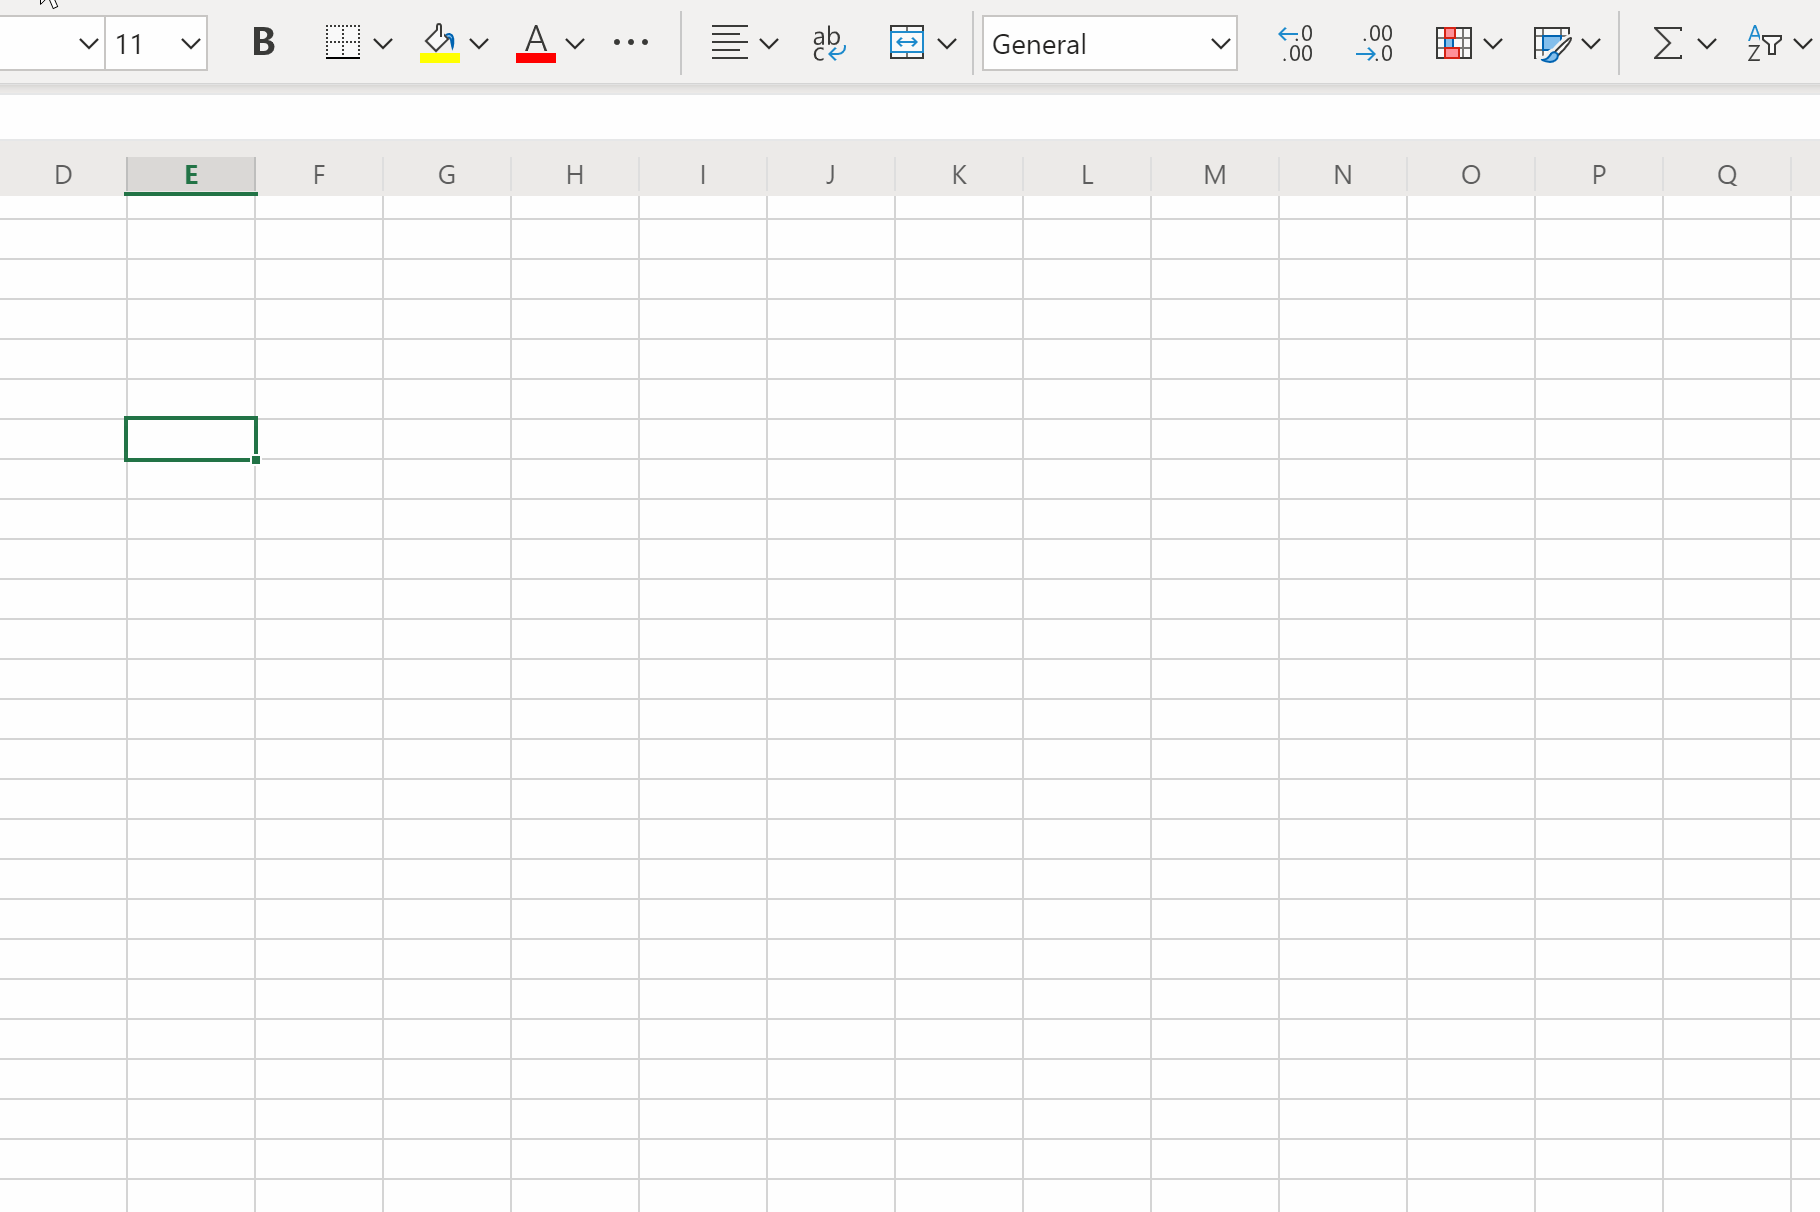 11 B A ab c General .0 .00 .00 .0 Σ A Z
D E F G H I J K L M N O P Q